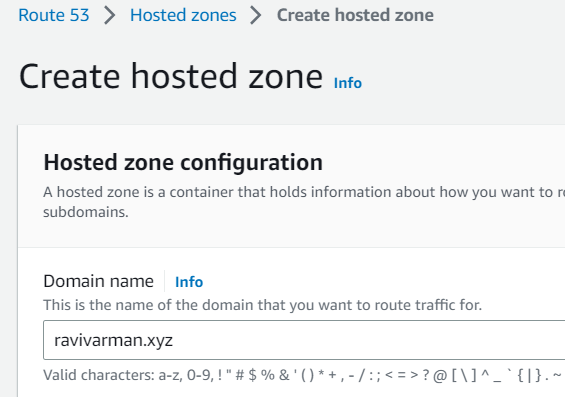 Route 53 > Hosted zones > Create hosted zone
Create hosted zone Info
Hosted zone configuration
A hosted zone is a container that holds information about how you want to
subdomains.
Domain name Info
This is the name of the domain that you want to route traffic for.
ravivarman.xyz
Valid characters: a-z, 0-9, ! " # $ % & ' ( ) * + , - / : ; < = > ? @ [ \ ] ^ _ ` { | } . ~